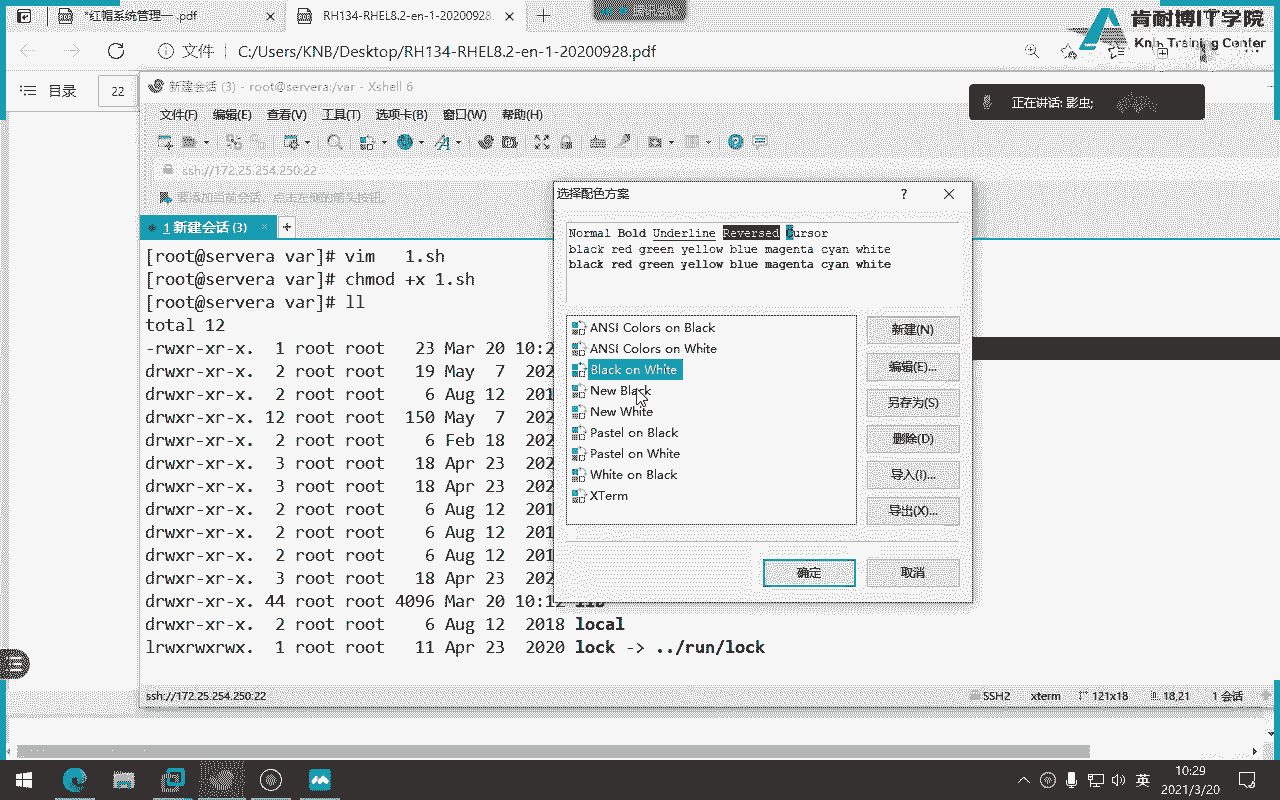 *红帽系统管理一 .pdf
RH134-RHEL8.2-en-1-20200928.
肯耐博IT学院
KnB Training Center
文件
C:/Users/KNB/Desktop/RH134-RHEL8.2-en-1-20200928.pdf
目录
22
新建会话 (3) - root@servera:/var - Xshell 6
正在讲话: 影虫;
文件(F) 编辑(E) 查看(V) 工具(T) 选项卡(B) 窗口(W) 帮助(H)
ssh://172.25.254.250:22
要添加当前会话，点击左侧的箭头按钮。
1 新建会话 (3)
选择配色方案
Normal Bold Underline Reversed Cursor
black red green yellow blue magenta cyan white
black red green yellow blue magenta cyan white
ANSI Colors on Black
ANSI Colors on White
Black on White
New Black
New White
Pastel on Black
Pastel on White
White on Black
XTerm
新建(N)
编辑(E)...
另存为(S)
删除(D)
导入(I)...
导出(X)...
确定
取消
[root@servera var]# vim   1.sh
[root@servera var]# chmod +x 1.sh
[root@servera var]# ll
total 12
-rwxr-xr-x.  1 root root   23 Mar 20 10:2
drwxr-xr-x.  2 root root   19 May  7  202
drwxr-xr-x.  2 root root    6 Aug 12  201
drwxr-xr-x. 12 root root  150 May  7  202
drwxr-xr-x.  2 root root    6 Feb 18  202
drwxr-xr-x.  3 root root   18 Apr 23  202
drwxr-xr-x.  3 root root   18 Apr 23  202
drwxr-xr-x.  2 root root    6 Aug 12  201
drwxr-xr-x.  2 root root    6 Aug 12  201
drwxr-xr-x.  2 root root    6 Aug 12  201
drwxr-xr-x.  3 root root   18 Apr 23  202
drwxr-xr-x. 44 root root 4096 Mar 20 10:12 lib
drwxr-xr-x.  2 root root    6 Aug 12  2018 local
lrwxrwxrwx.  1 root root   11 Apr 23  2020 lock -> ../run/lock
ssh://172.25.254.250:22
SSH2
xterm
121x18
18,21
1 会话
英
10:29
2021/3/20